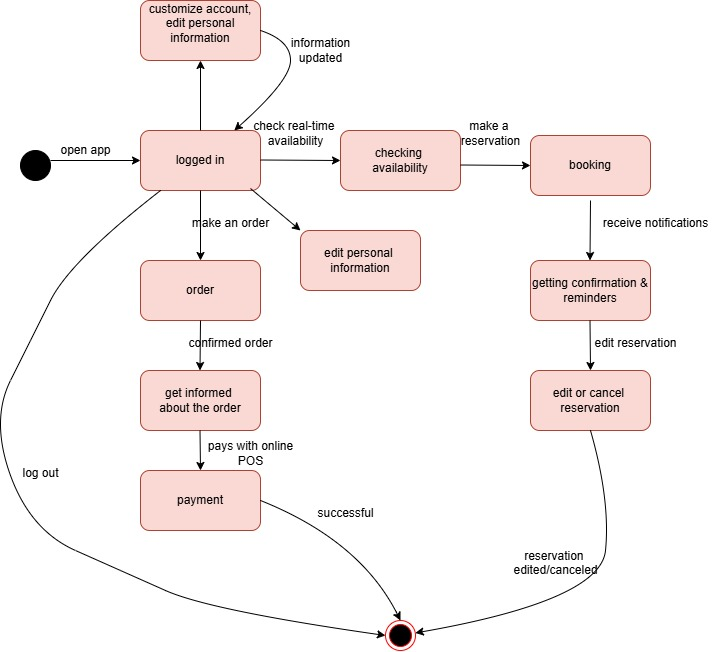 customize account,
edit personal
information
information
updated
open app
logged in
check real-time
availability
checking
availability
make a
reservation
booking
make an order
edit personal
information
receive notifications
order
getting confirmation &
reminders
confirmed order
edit reservation
get informed
about the order
edit or cancel
reservation
pays with online
POS
log out
payment
successful
reservation
edited/canceled